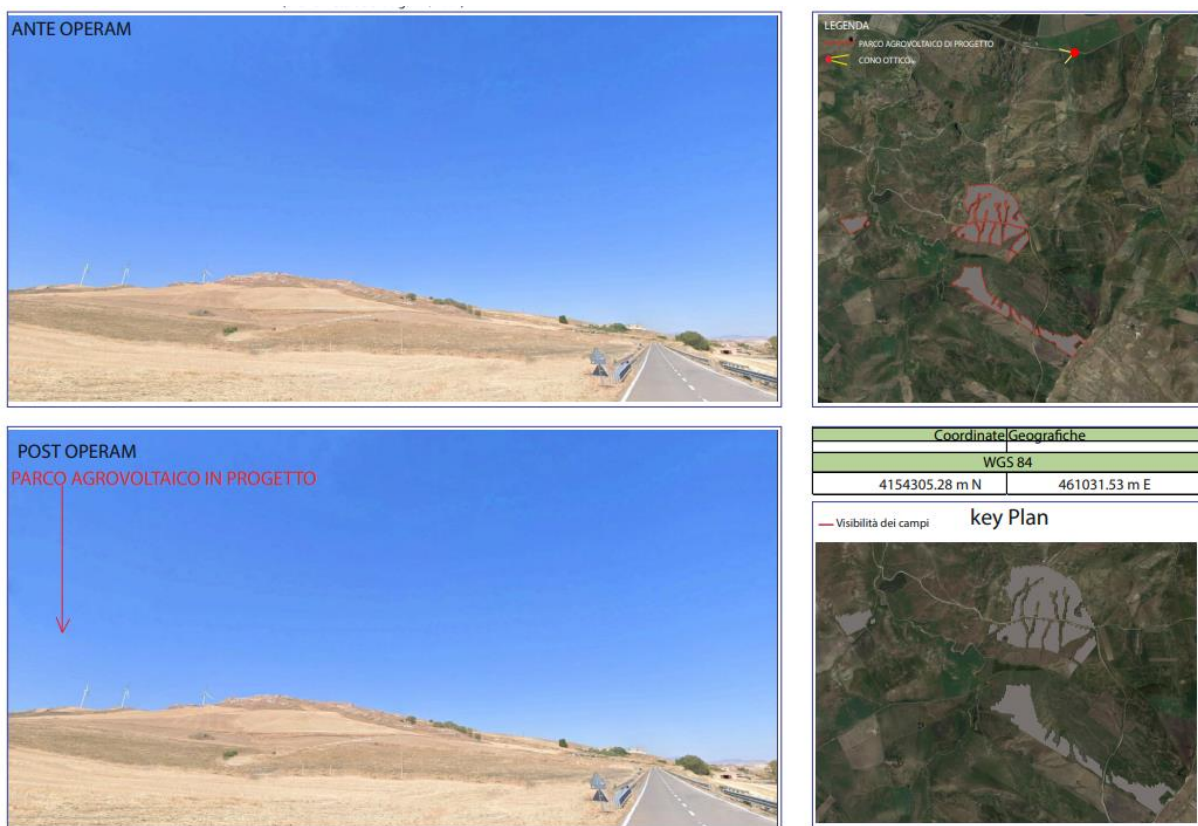 ANTE OPERAM
LEGENDA
PARCO AGROVOLTAICO DI PROGETTO
CONO OTTICO
POST OPERAM
PARCO AGROVOLTAICO IN PROGETTO
Coordinate Geografiche
WGS 84
4154305.28 m N 461031.53 m E
Visibilità dei campi
key Plan